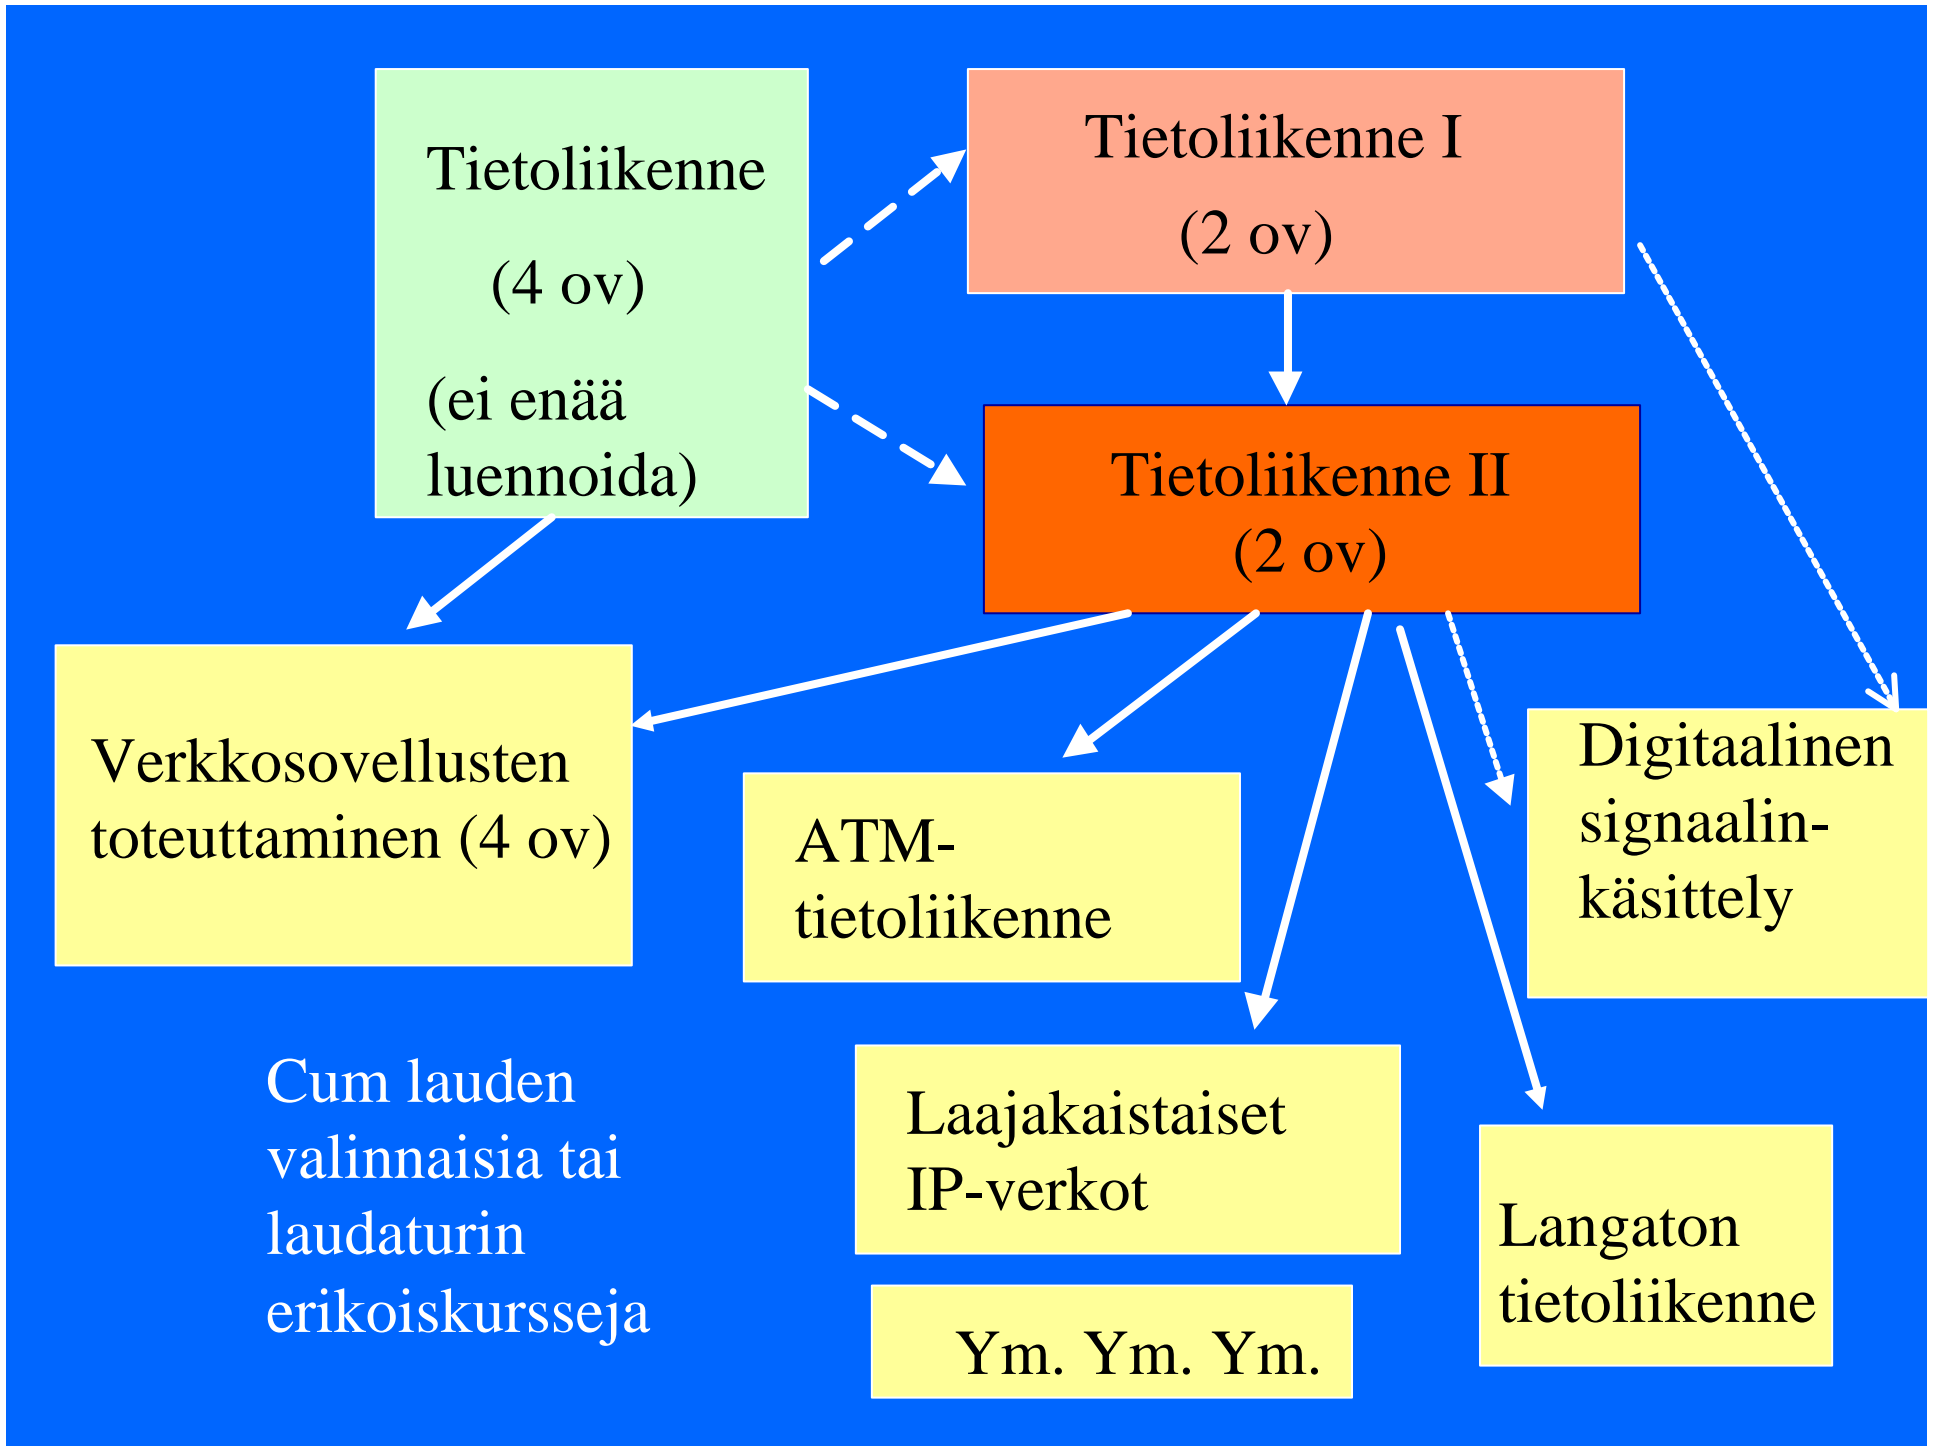 Tietoliikenne
(4 ov)
(ei enää
luennoida)
Tietoliikenne I
(2 ov)
Tietoliikenne II
(2 ov)
Verkkosovellusten
toteuttaminen (4 ov)
ATM-
tietoliikenne
Digitaalinen
signaalin-
käsittely
Cum lauden
valinnaisia tai
laudaturin
erikoiskursseja
Laajakaistaiset
IP-verkot
Langaton
tietoliikenne
Ym. Ym. Ym.